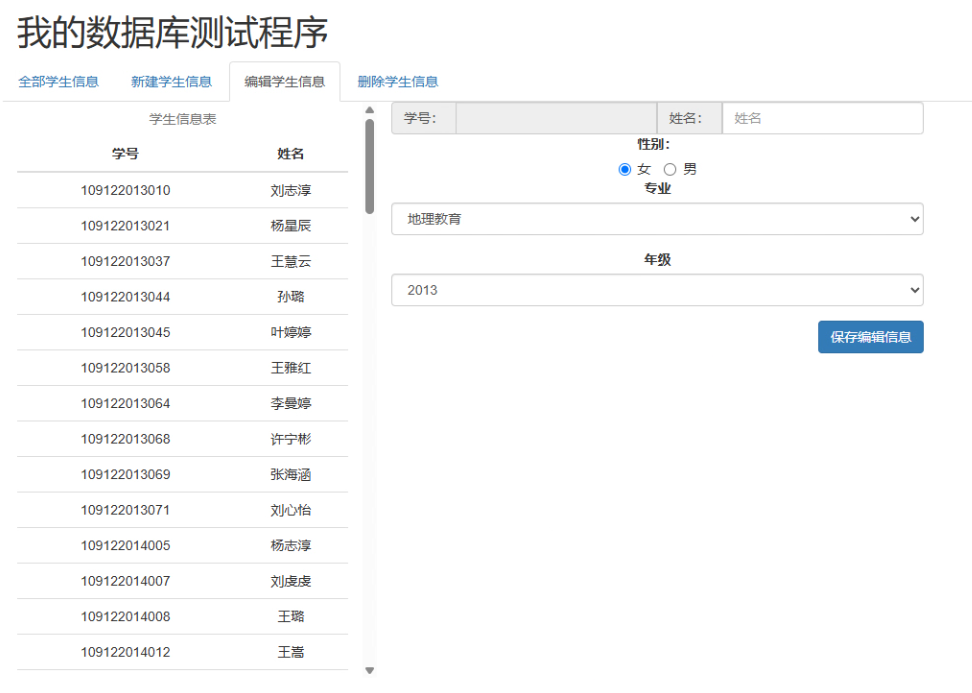 我的数据库测试程序
全部学生信息 新建学生信息 编辑学生信息 删除学生信息
学生信息表
学号 姓名
109122013010 刘志淳
109122013021 杨星辰
109122013037 王慧云
109122013044 孙璐
109122013045 叶婷婷
109122013058 王雅红
109122013064 李曼婷
109122013068 许宁彬
109122013069 张海涵
109122013071 刘心怡
109122014005 杨志淳
109122014007 刘虔虔
109122014008 王璐
109122014012 王嵩
学号： 姓名： 姓名
性别：
女 男
专业
地理教育
年级
2013
保存编辑信息